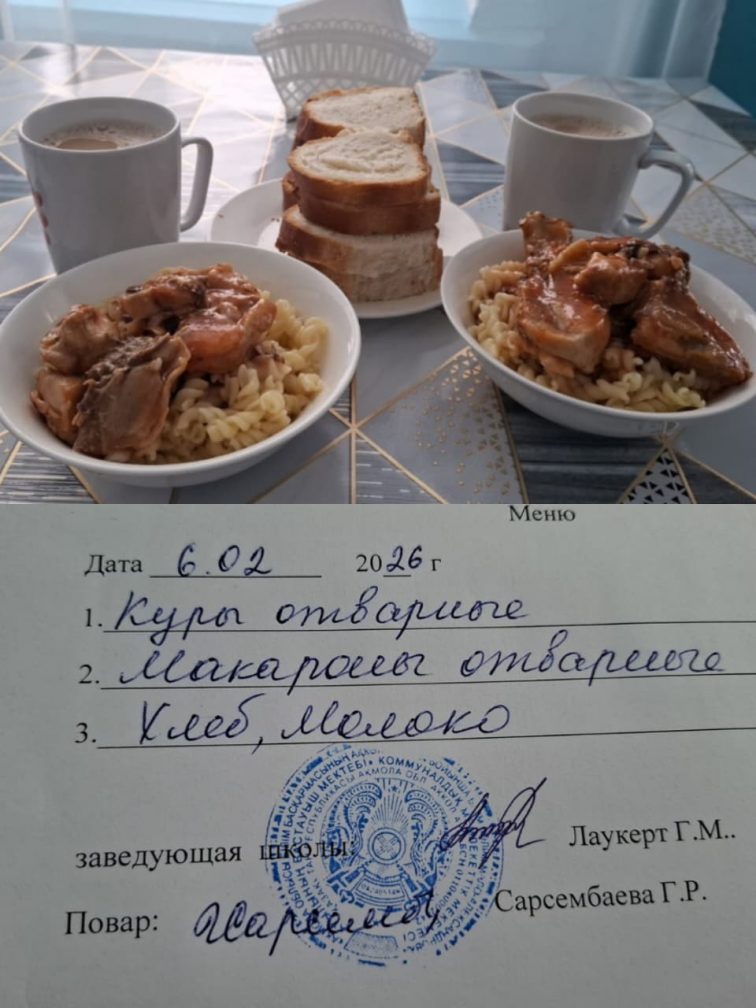 Меню
Дата 6.02 2026 г
1. Куры отварные
2. Макароны отварные
3. Хлеб, молоко
заведующая школы:
Лаукерт Г.М..
Повар:
Сарсембаева Г.Р.